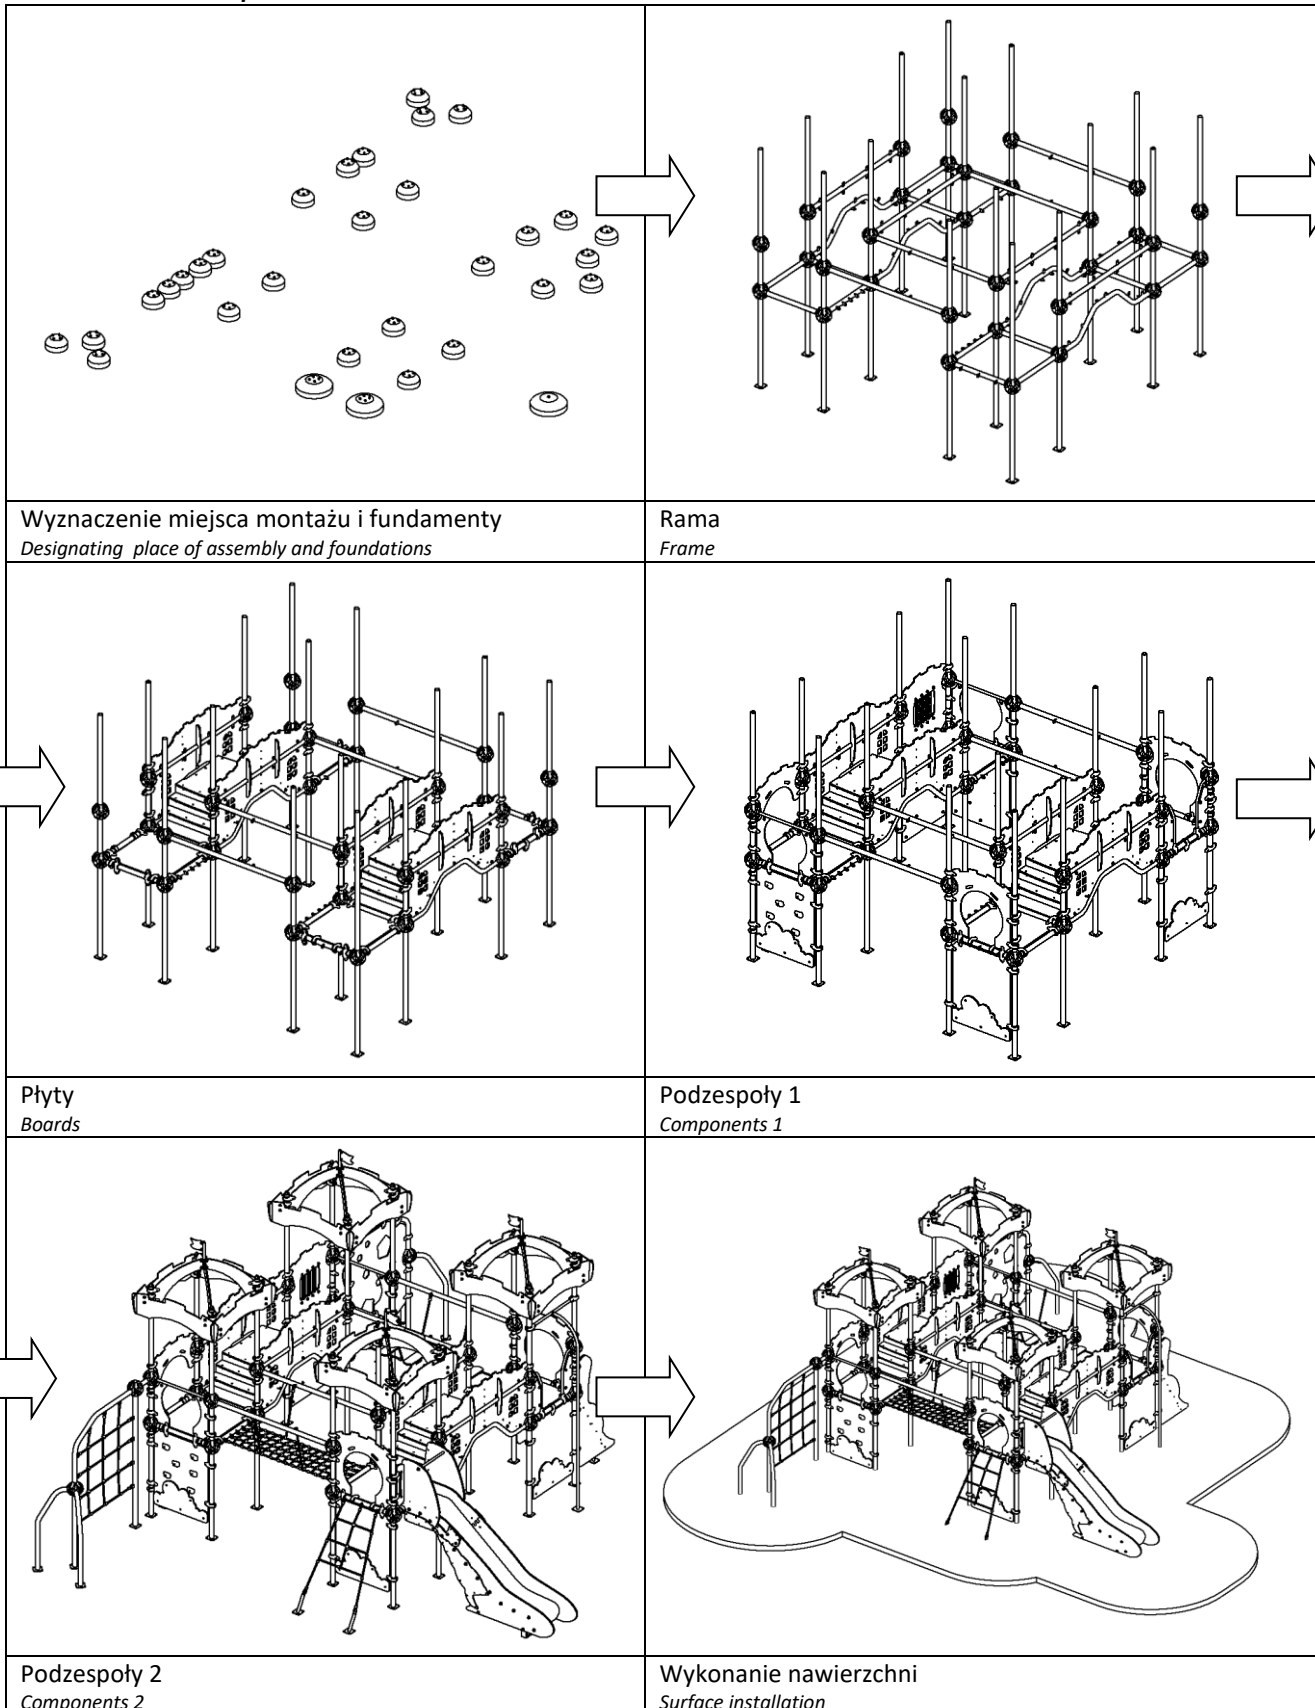 Wyznaczenie miejsca montażu i fundamenty
Designating place of assembly and foundations
Rama
Frame
Płyty
Boards
Podzespoły 1
Components 1
Podzespoły 2
Components 2
Wykonanie nawierzchni
Surface installation